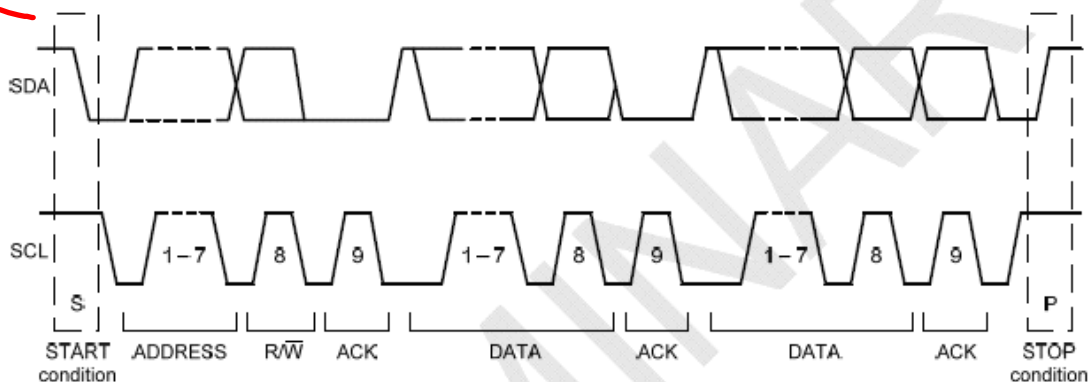 SDA
SCL
1–7 8 9 1–7 8 9 1–7 8 9
S P
START ADDRESS R/W̅ ACK DATA ACK DATA ACK STOP
condition condition
MINAR